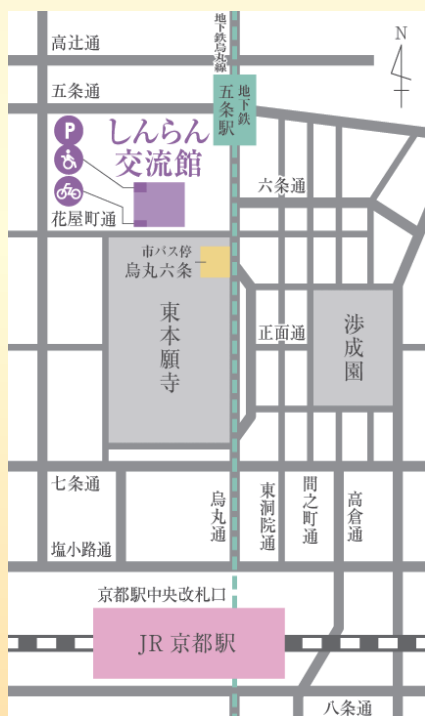 地下鉄烏丸線
N
高辻通
五条通
地下鉄
五条駅
P
しんらん
交流館
六条通
花屋町通
市バス停
烏丸六条
東本願寺
正面通
渉成園
七条通
烏丸通
東洞院通
間之町通
高倉通
塩小路通
京都駅中央改札口
JR 京都駅
八条通